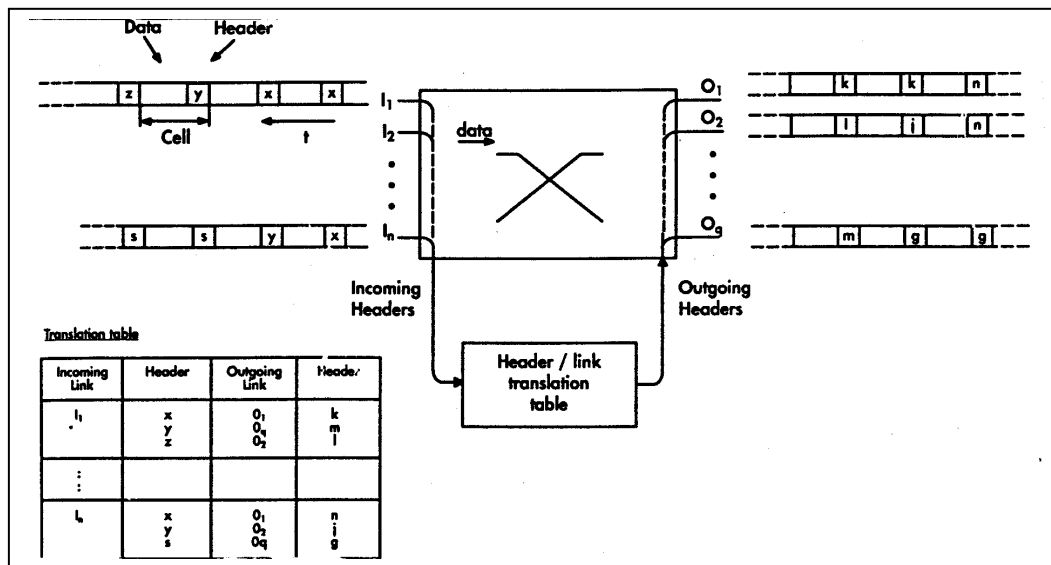 Data Header
z y x x
Cell t
I1
I2
In
data
O1
O2
Oq
k k n
l j n
s s y x
m g g
Incoming
Headers
Outgoing
Headers
Header / link
translation
table
Translation table
Incoming
Link
Header
Outgoing
Link
Header
I1 x O1 k
y Oq m
z O2 l
In x O1 n
y O2 j
s Oq g